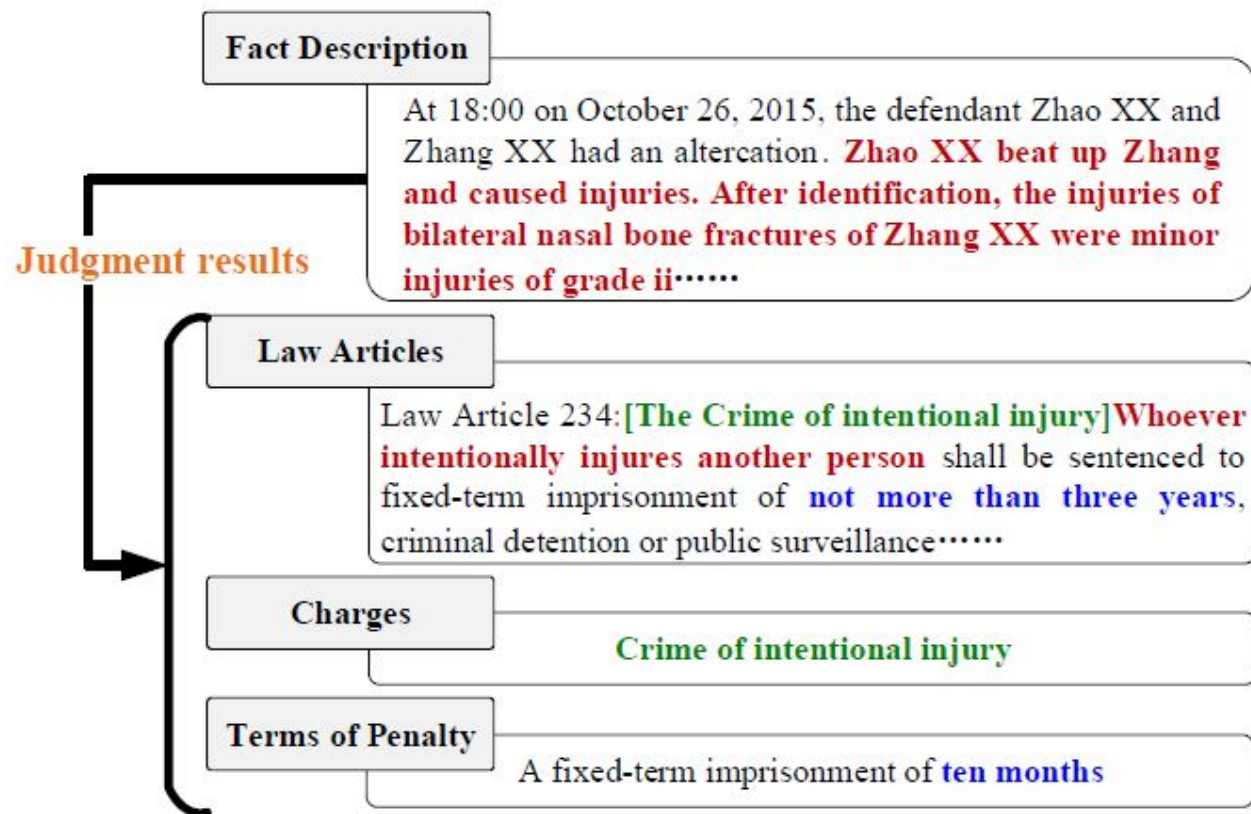 Fact Description
At 18:00 on October 26, 2015, the defendant Zhao XX and
Zhang XX had an altercation. Zhao XX beat up Zhang
and caused injuries. After identification, the injuries of
bilateral nasal bone fractures of Zhang XX were minor
injuries of grade ii……
Judgment results
Law Articles
Law Article 234:[The Crime of intentional injury]Whoever
intentionally injures another person shall be sentenced to
fixed-term imprisonment of not more than three years,
criminal detention or public surveillance……
Charges
Crime of intentional injury
Terms of Penalty
A fixed-term imprisonment of ten months